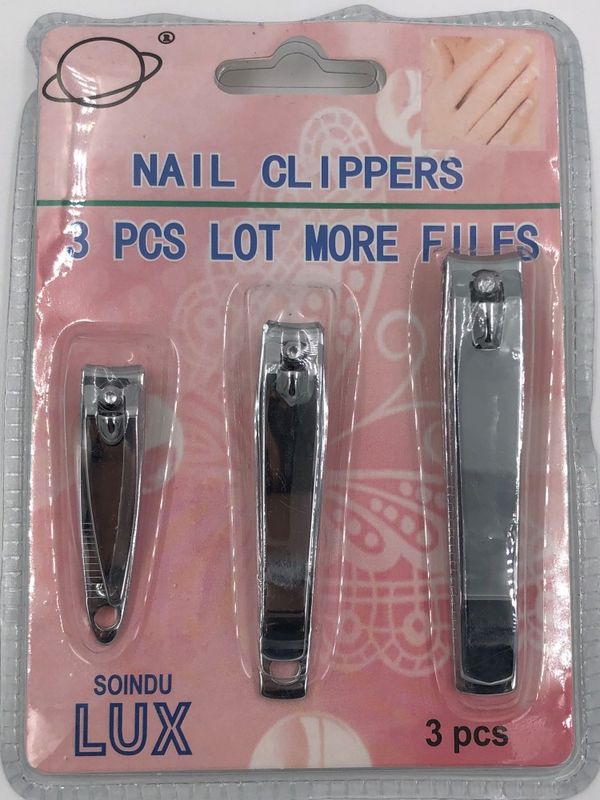 ®
NAIL CLIPPERS
3 PCS LOT MORE FILES
SOINDU
LUX
3 pcs